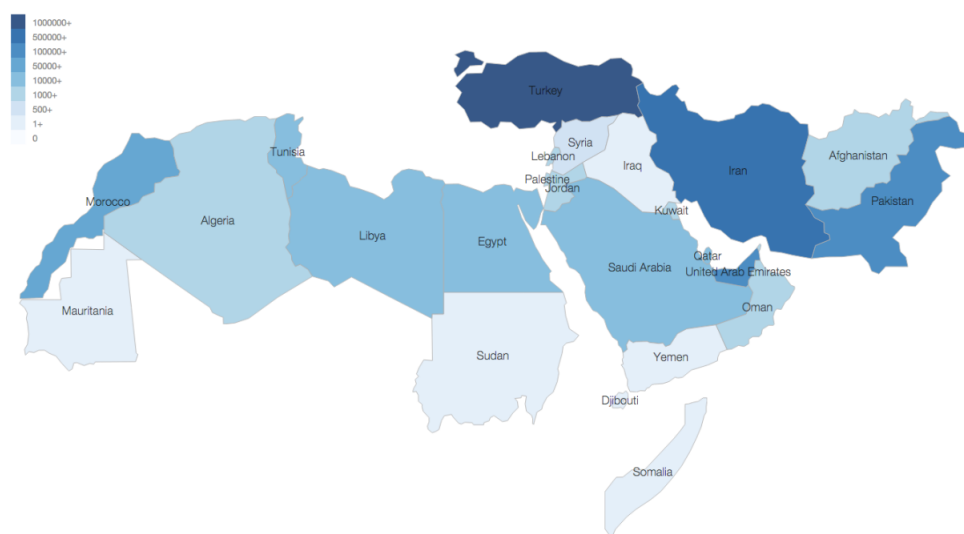 1000000+
500000+
100000+
50000+
10000+
1000+
500+
1+
0
Turkey
Tunisia
Syria
Lebanon
Iraq
Iran
Afghanistan
Palestine
Jordan
Morocco
Pakistan
Algeria
Kuwait
Libya
Egypt
Qatar
Saudi Arabia
United Arab Emirates
Mauritania
Oman
Sudan
Yemen
Djibouti
Somalia